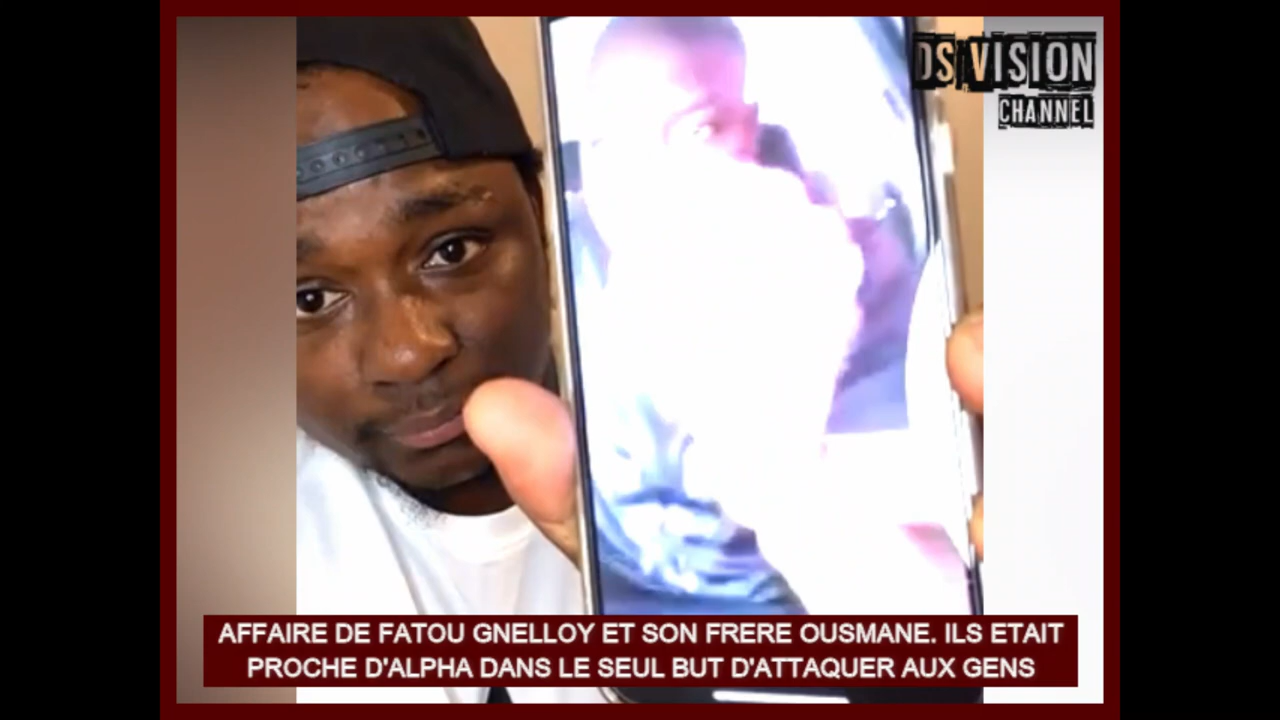 DS VISION
CHANNEL
AFFAIRE DE FATOU GNELLOY ET SON FRERE OUSMANE. ILS ETAIT
PROCHE D'ALPHA DANS LE SEUL BUT D'ATTAQUER AUX GENS